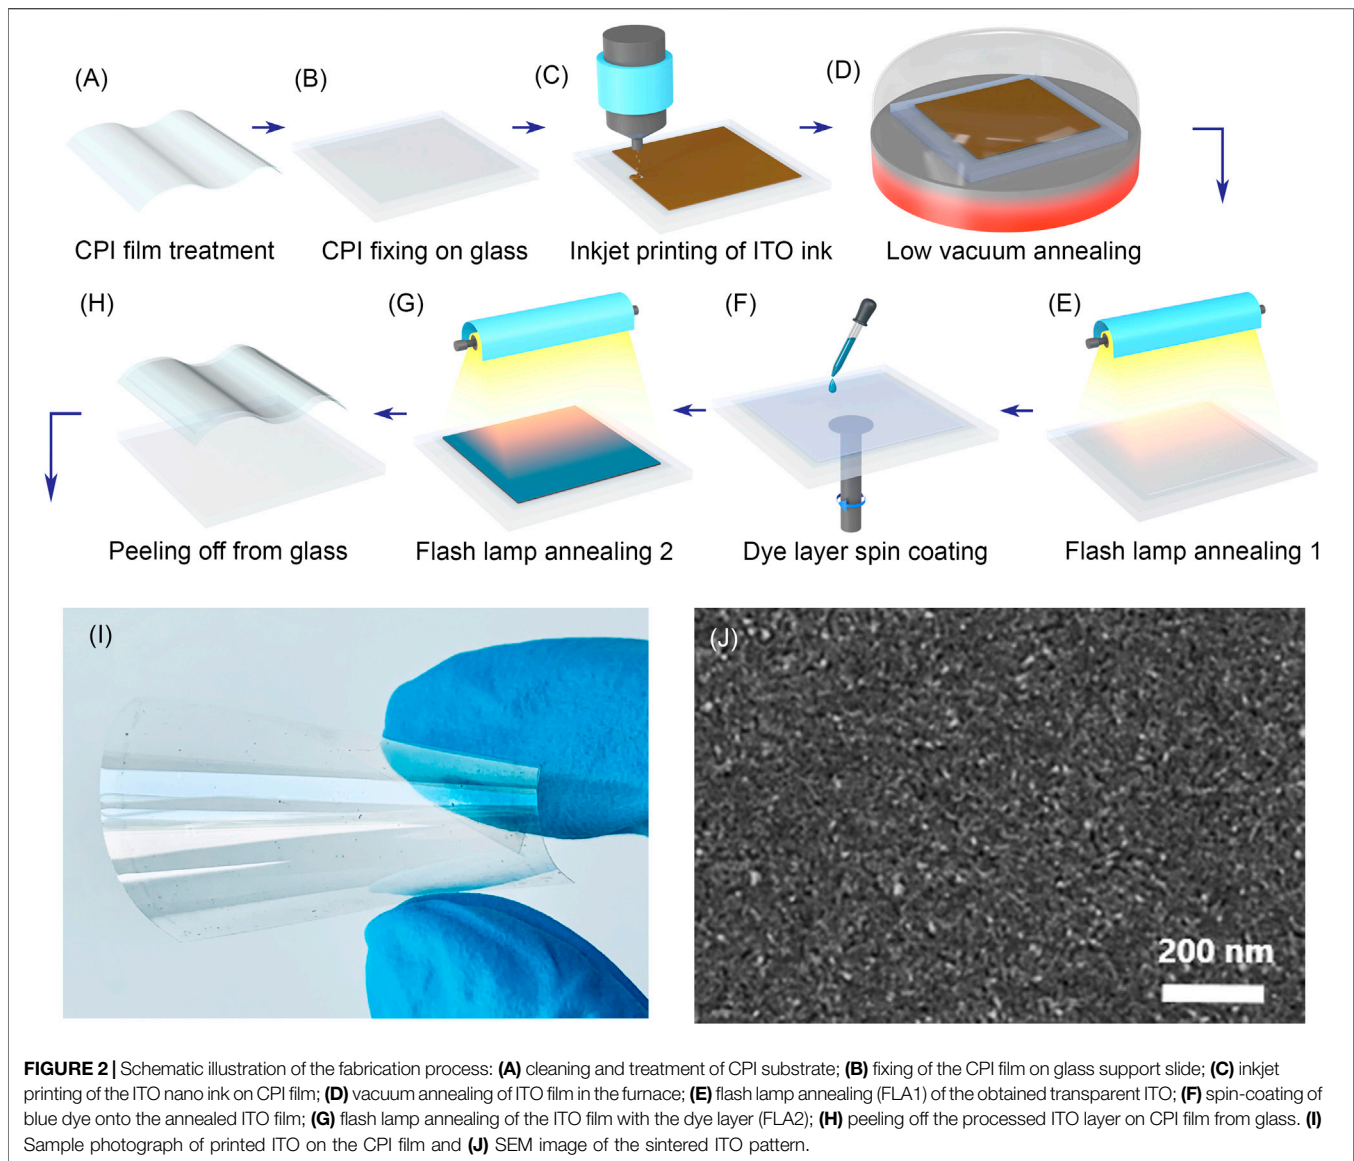 (A)
(B)
(C)
(D)
CPI film treatment
CPI fixing on glass
Inkjet printing of ITO ink
Low vacuum annealing
(H)
(G)
(F)
(E)
Peeling off from glass
Flash lamp annealing 2
Dye layer spin coating
Flash lamp annealing 1
(I)
(J)
200 nm
FIGURE 2 | Schematic illustration of the fabrication process: (A) cleaning and treatment of CPI substrate; (B) fixing of the CPI film on glass support slide; (C) inkjet
printing of the ITO nano ink on CPI film; (D) vacuum annealing of ITO film in the furnace; (E) flash lamp annealing (FLA1) of the obtained transparent ITO; (F) spin-coating of
blue dye onto the annealed ITO film; (G) flash lamp annealing of the ITO film with the dye layer (FLA2); (H) peeling off the processed ITO layer on CPI film from glass. (I)
Sample photograph of printed ITO on the CPI film and (J) SEM image of the sintered ITO pattern.